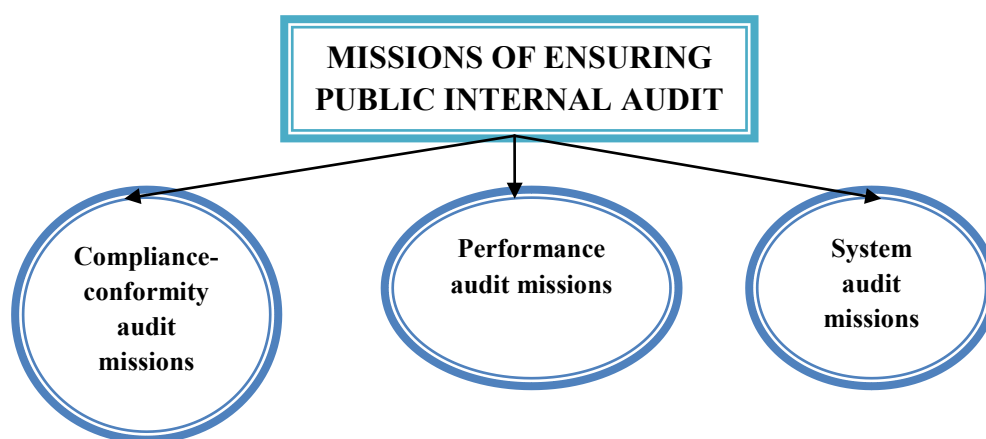 MISSIONS OF ENSURING
PUBLIC INTERNAL AUDIT
Compliance-
conformity
audit
missions
Performance
audit missions
System
audit
missions